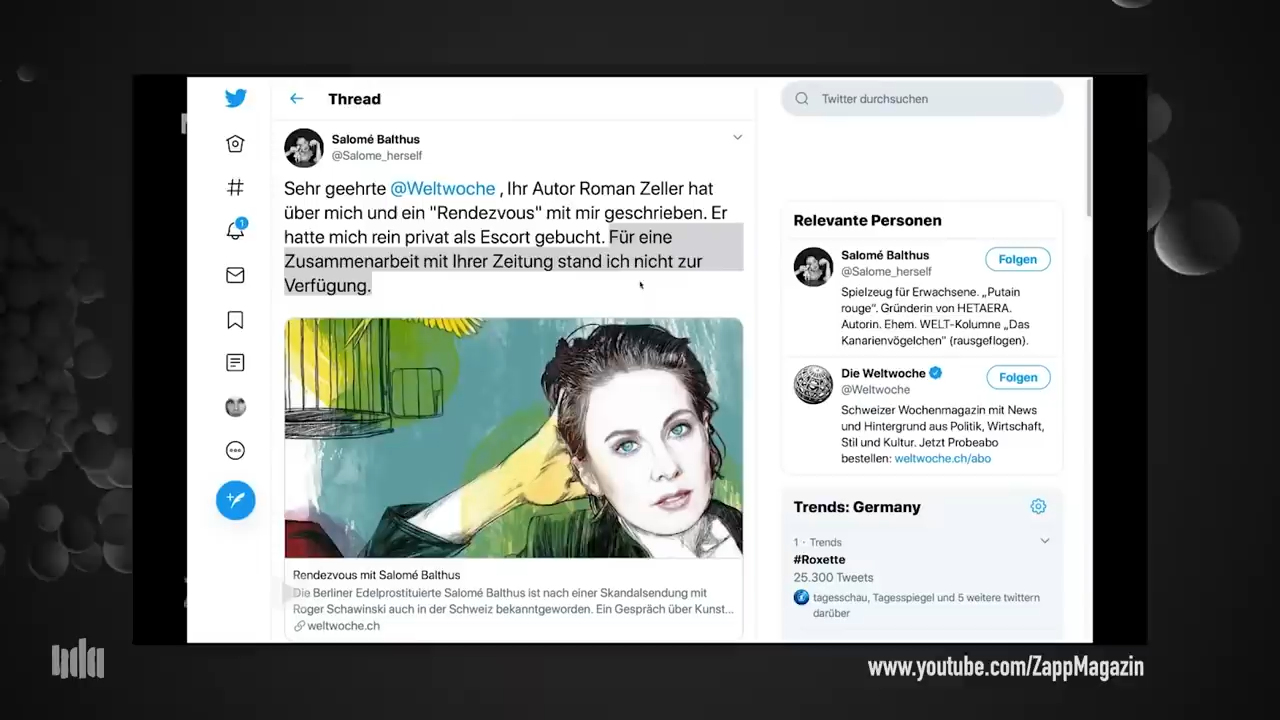 Thread
Twitter durchsuchen
Salomé Balthus
@Salome_herself
Sehr geehrte @Weltwoche , Ihr Autor Roman Zeller hat
über mich und ein "Rendezvous" mit mir geschrieben. Er
hatte mich rein privat als Escort gebucht. Für eine
Zusammenarbeit mit Ihrer Zeitung stand ich nicht zur
Verfügung.
Rendezvous mit Salomé Balthus
Die Berliner Edelprostituierte Salomé Balthus ist nach einer Skandalsendung mit
Roger Schawinski auch in der Schweiz bekanntgeworden. Ein Gespräch über Kunst...
weltwoche.ch
Relevante Personen
Salomé Balthus
Folgen
@Salome_herself
Spielzeug für Erwachsene. „Putain
rouge“. Gründerin von HETAERA.
Autorin. Ehem. WELT-Kolumne „Das
Kanarienvögelchen“ (rausgeflogen).
Die Weltwoche
Folgen
@Weltwoche
Schweizer Wochenmagazin mit News
und Hintergrund aus Politik, Wirtschaft,
Stil und Kultur. Jetzt Probeabo
bestellen: weltwoche.ch/abo
Trends: Germany
1 · Trends
#Roxette
25.300 Tweets
tagesschau, Tagesspiegel und 5 weitere twittern
darüber
1
www.youtube.com/ZappMagazin